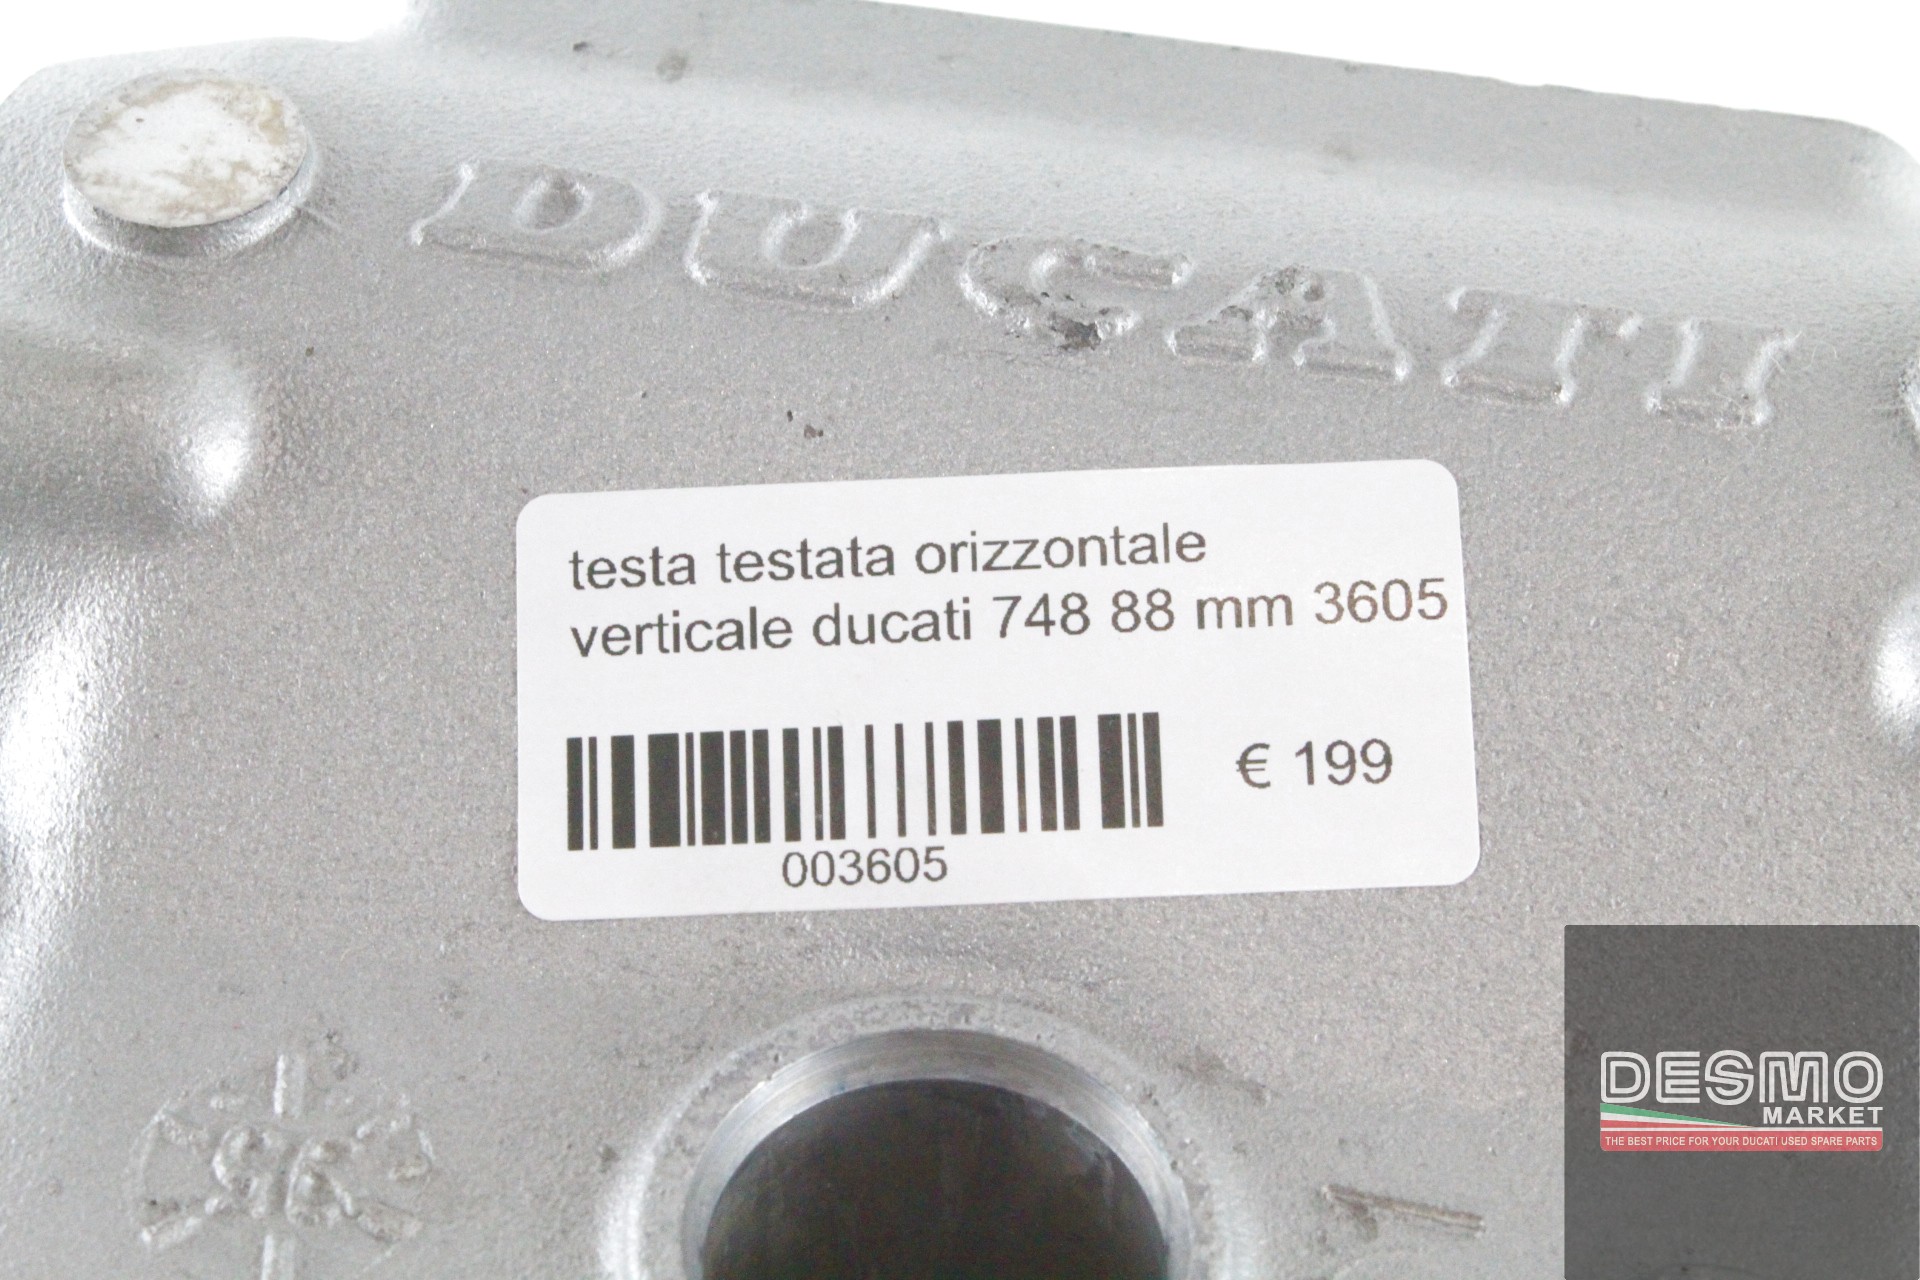 DUCATI
testa testata orizzontale
verticale ducati 748 88 mm 3605
€ 199
003605
DESMO
MARKET
THE BEST PRICE FOR YOUR DUCATI USED SPARE PARTS